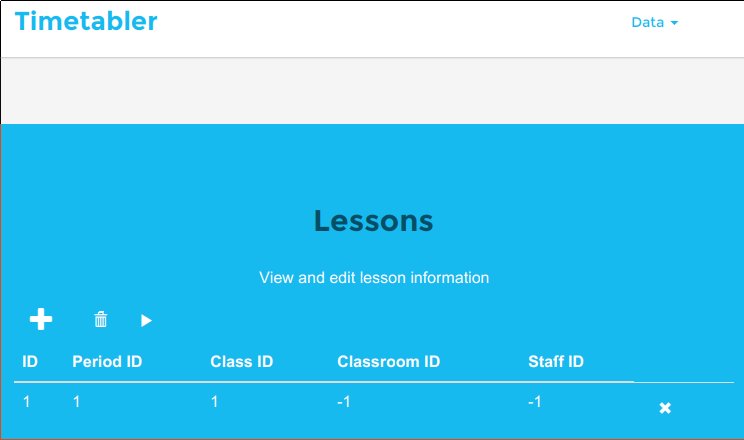 Timetabler Data
Lessons
View and edit lesson information
ID Period ID Class ID Classroom ID Staff ID
1 1 1 -1 -1